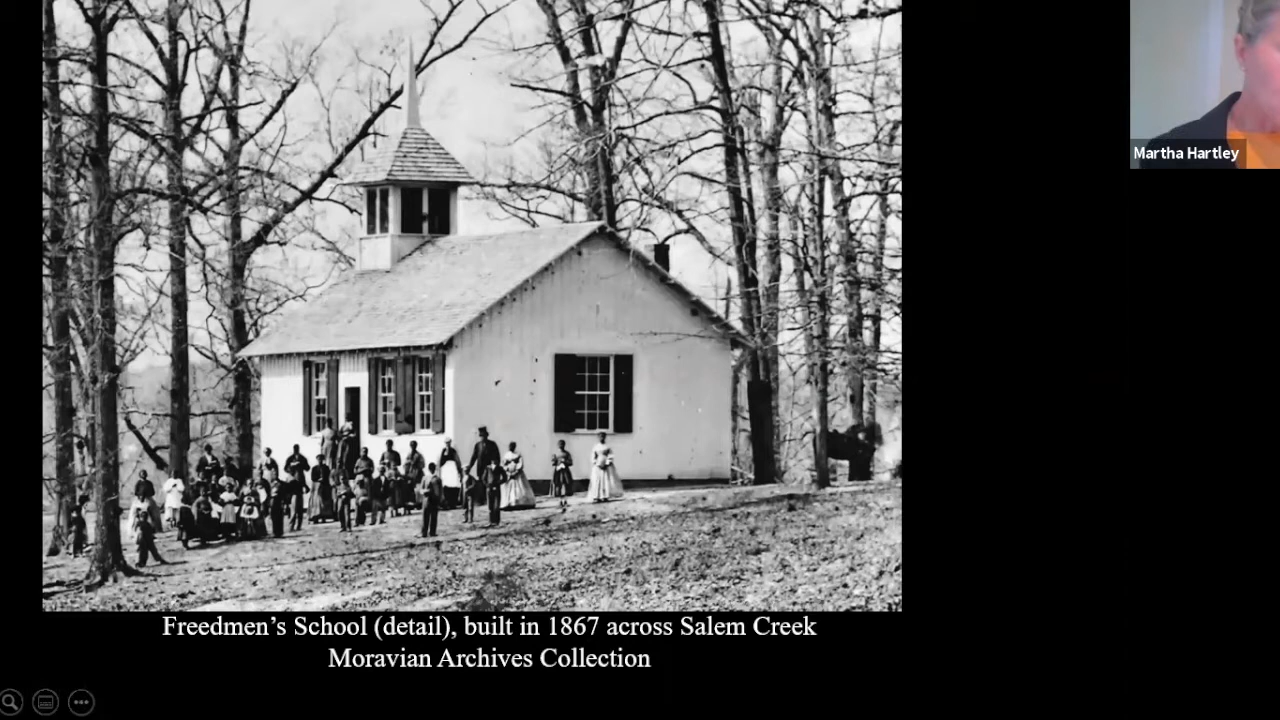 Martha Hartley
Freedmen’s School (detail), built in 1867 across Salem Creek
Moravian Archives Collection